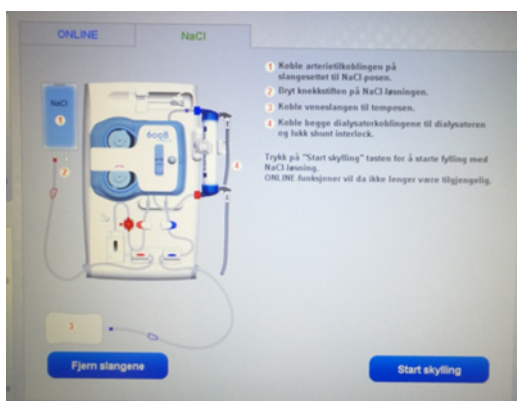 ONLINE
NaCl
NaCl
1
2
3
4
6008
1 Koble arterietilkoblingen på
slangesettet til NaCl-posen.
2 Bryt knekkstiften på NaCl-løsningen.
3 Koble veneslangen til tomposen.
4 Koble begge dialysatorkoblingene til dialysatoren
og lukk shunt interlock.
Trykk på "Start skylling" tasten for å starte fylling med
NaCl-løsning.
ONLINE funksjoner vil da ikke lenger være tilgjengelig.
Fjern slangene
Start skylling